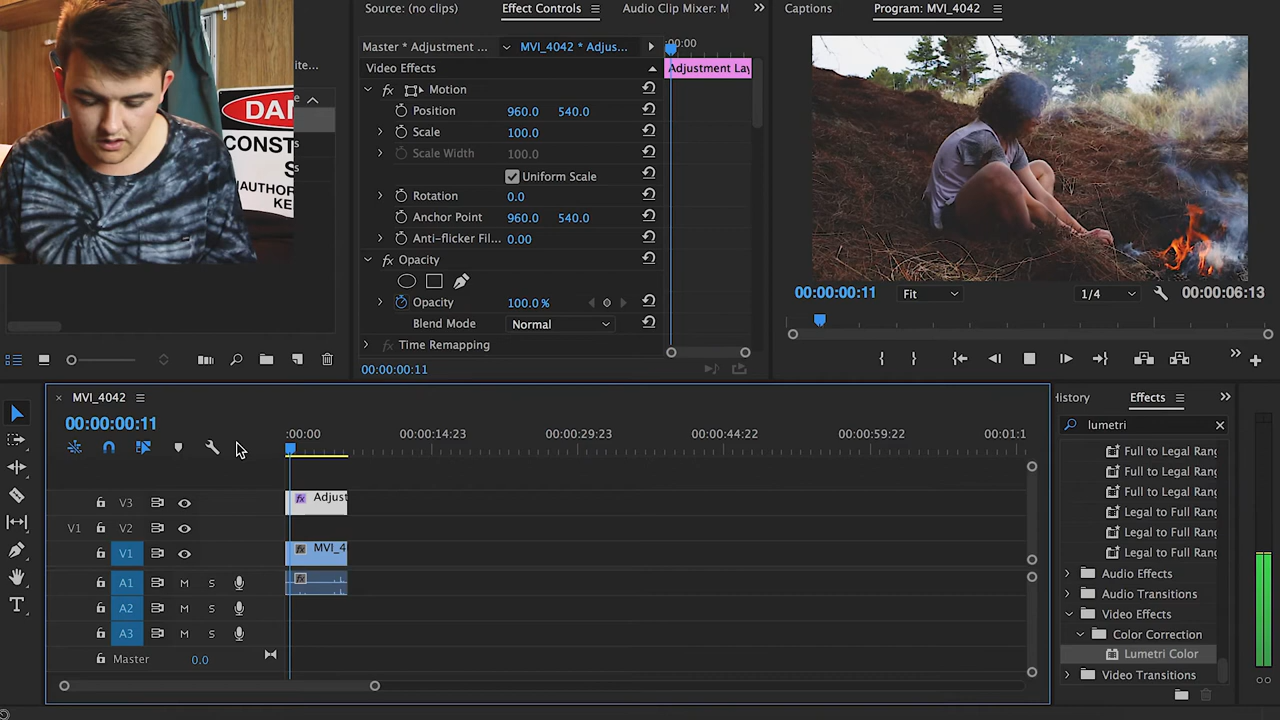 Source: (no clips)
Effect Controls
Audio Clip Mixer: M
Captions
Program: MVI_4042
Master * Adjustment ...
MVI_4042 * Adjus...
:00:00
Video Effects
Adjustment Lay
Motion
Position
960.0
540.0
Scale
100.0
Scale Width
100.0
Uniform Scale
Rotation
0.0
Anchor Point
960.0
540.0
Anti-flicker Fil...
0.00
Opacity
Opacity
100.0 %
Blend Mode
Normal
Time Remapping
00:00:00:11
ite...
DAN
CONST
S
UTHOR
KE
00:00:00:11
Fit
1/4
00:00:06:13
MVI_4042
00:00:00:11
:00:00
00:00:14:23
00:00:29:23
00:00:44:22
00:00:59:22
00:01:1
V3
Adjust
V1
V2
V1
MVI_4
A1
M
S
A2
M
S
A3
M
S
Master
0.0
History
Effects
lumetri
Full to Legal Rang
Full to Legal Rang
Full to Legal Rang
Legal to Full Rang
Legal to Full Rang
Legal to Full Rang
Audio Effects
Audio Transitions
Video Effects
Color Correction
Lumetri Color
Video Transitions